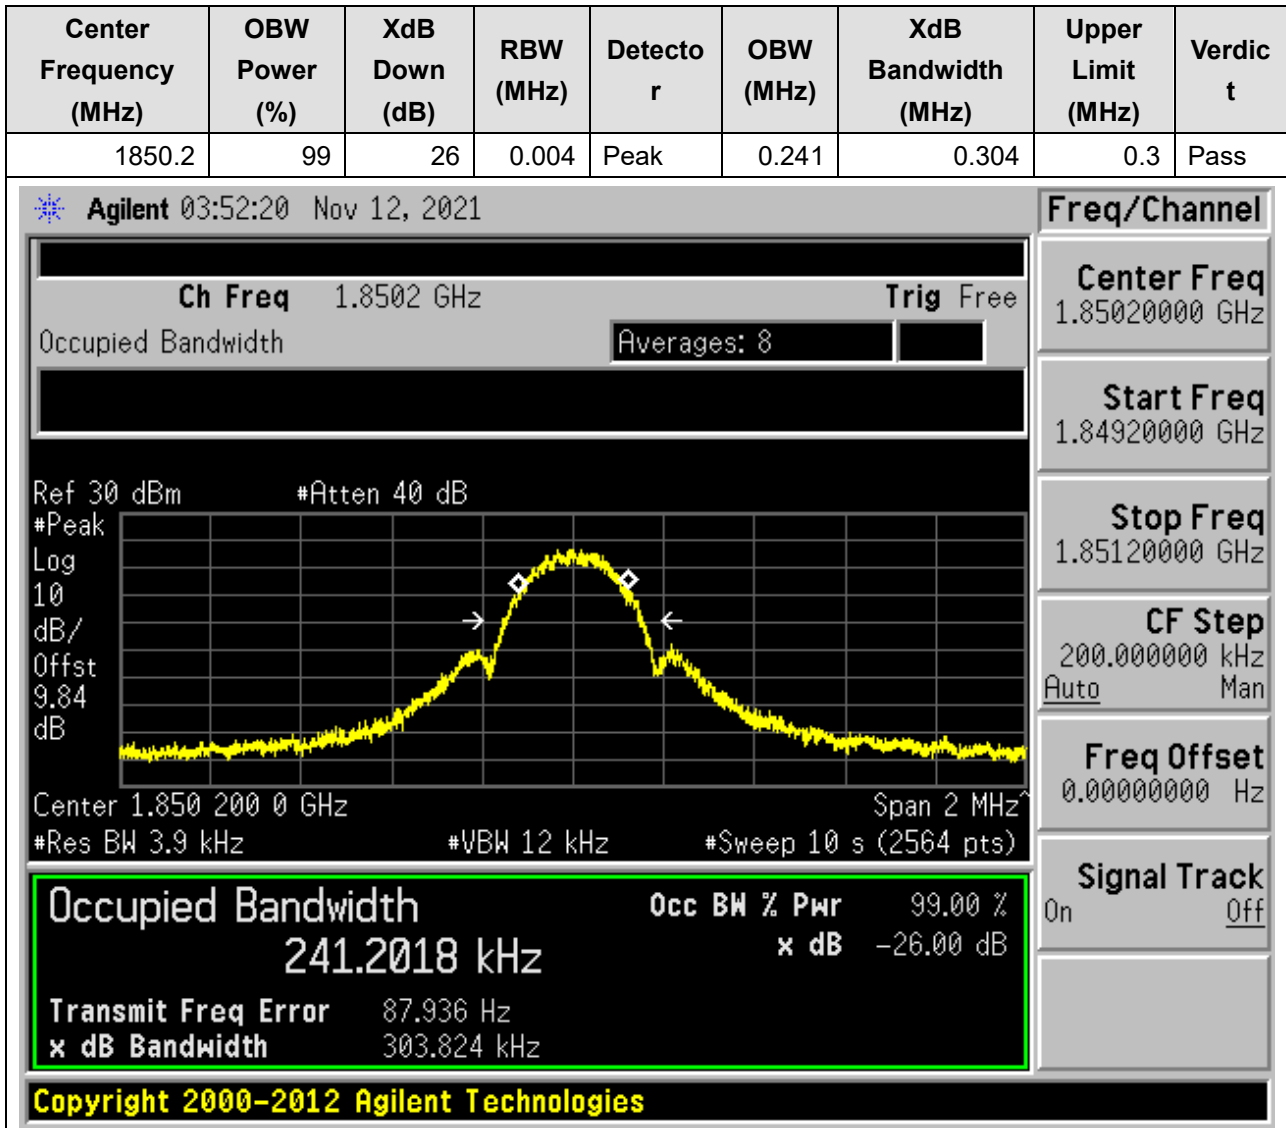 Center Frequency (MHz) OBW Power (%) XdB Down (dB) RBW (MHz) Detecto r OBW (MHz) XdB Bandwidth (MHz) Upper Limit (MHz) Verdic t
1850.2 99 26 0.004 Peak 0.241 0.304 0.3 Pass
Agilent 03:52:20 Nov 12, 2021
Freq/Channel
Ch Freq 1.8502 GHz Trig Free
Occupied Bandwidth Averages: 8
Center Freq
1.85020000 GHz
Start Freq
1.84920000 GHz
Stop Freq
1.85120000 GHz
CF Step
200.000000 kHz
Auto Man
Freq Offset
0.00000000 Hz
Signal Track
On Off
Ref 30 dBm #Atten 40 dB
#Peak
Log
10
dB/
Offst
9.84
dB
Center 1.850 200 0 GHz Span 2 MHz^
#Res BW 3.9 kHz #VBW 12 kHz #Sweep 10 s (2564 pts)
Occupied Bandwidth Occ BW % Pwr 99.00 %
241.2018 kHz x dB -26.00 dB
Transmit Freq Error 87.936 Hz
x dB Bandwidth 303.824 kHz
Copyright 2000-2012 Agilent Technologies